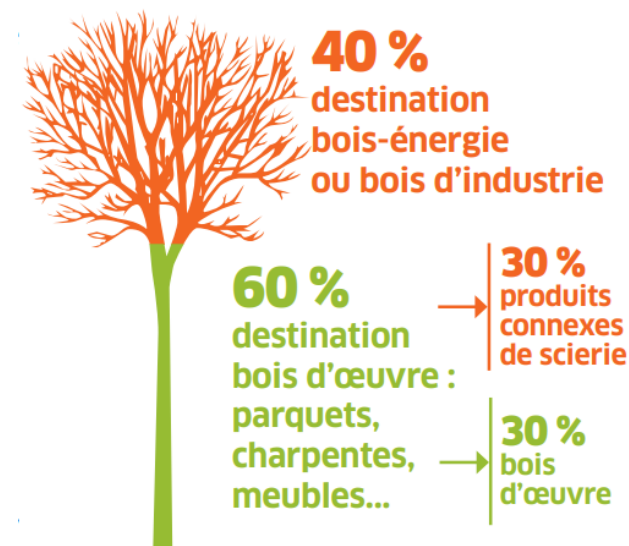 40 %
destination
bois-énergie
ou bois d'industrie
60 %
destination
bois d'œuvre :
parquets,
charpentes,
meubles...
30 %
produits
connexes
de scierie
30 %
bois
d'œuvre